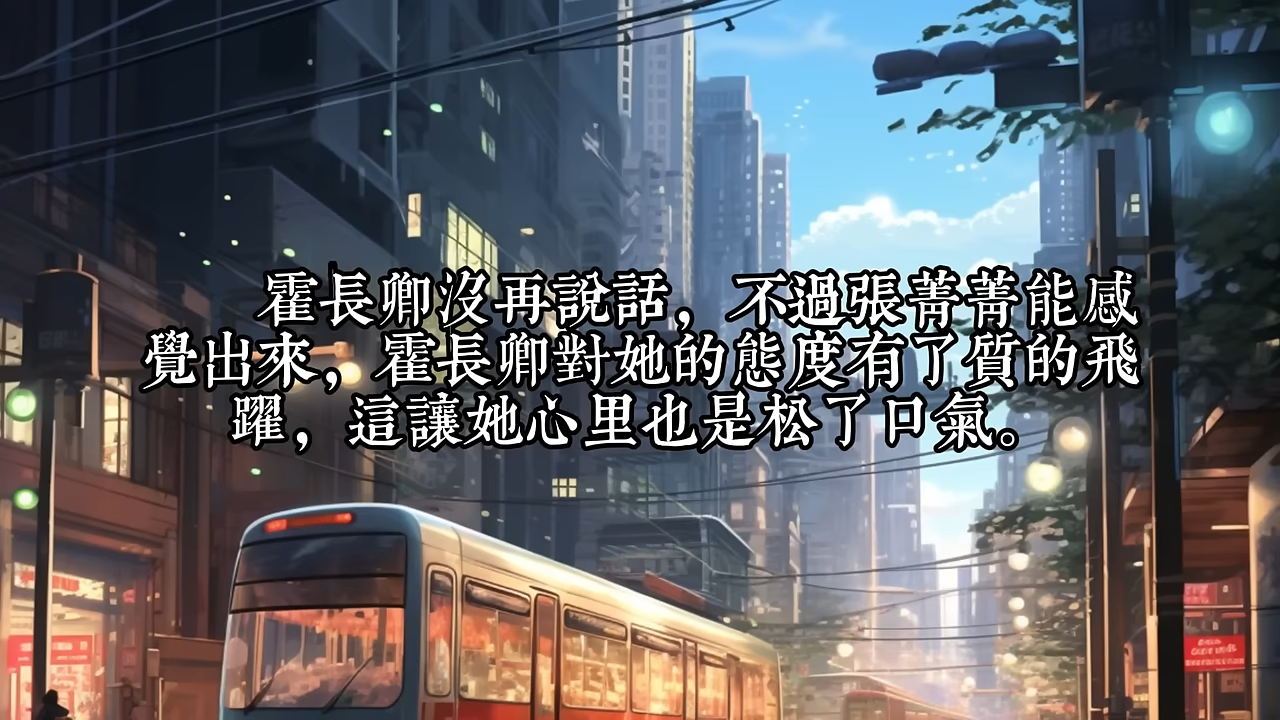 霍長卿沒再說話，不過張菁菁能感
覺出來，霍長卿對她的態度有了質的飛
躍，這讓她心里也是松了口氣。